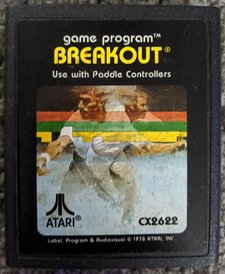 game program™
BREAKOUT®
Use with Paddle Controllers
ATARI®
CX2622
Label, Program & Audiovisual © 1978 ATARI, INC.